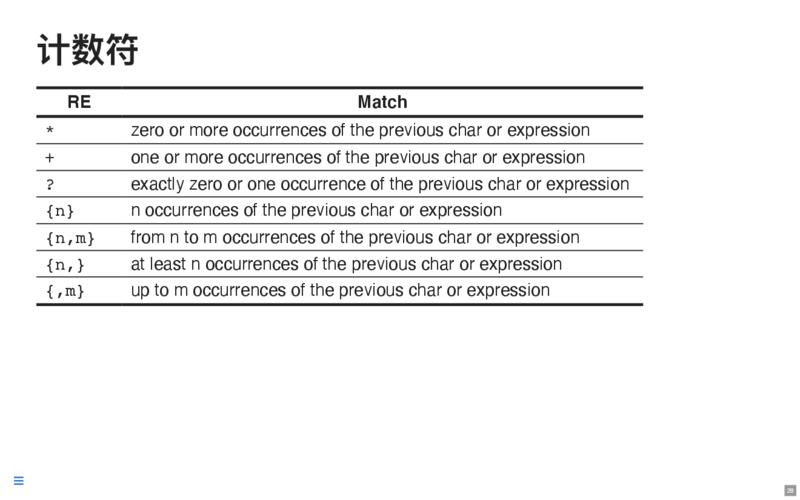 计数符
RE Match
* zero or more occurrences of the previous char or expression
+ one or more occurrences of the previous char or expression
? exactly zero or one occurrence of the previous char or expression
{n} n occurrences of the previous char or expression
{n,m} from n to m occurrences of the previous char or expression
{n,} at least n occurrences of the previous char or expression
{,m} up to m occurrences of the previous char or expression